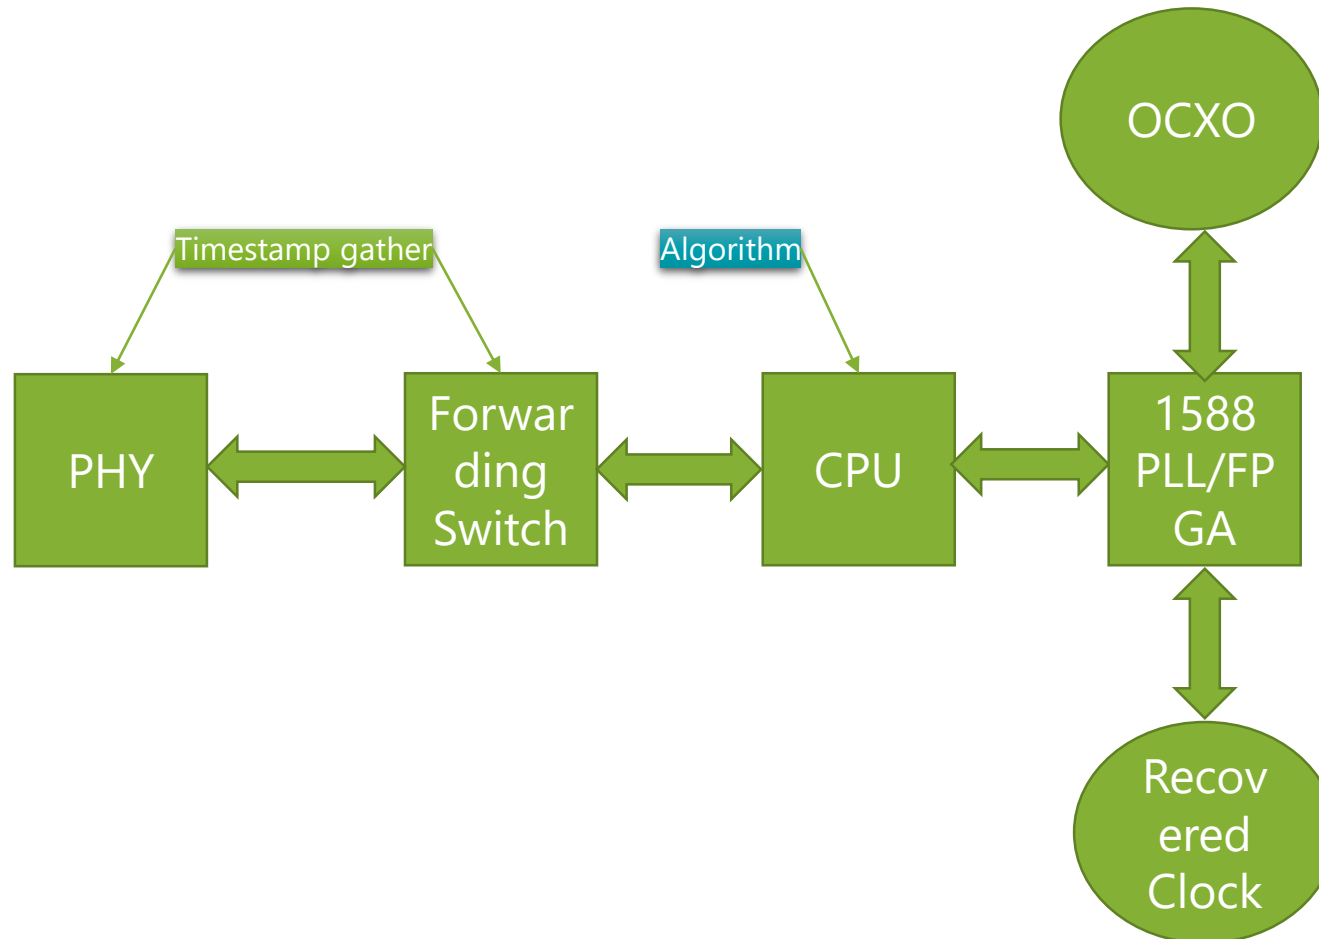 OCXO
Timestamp gather
Algorithm
PHY
Forwar
ding
Switch
CPU
1588
PLL/FP
GA
Recov
ered
Clock